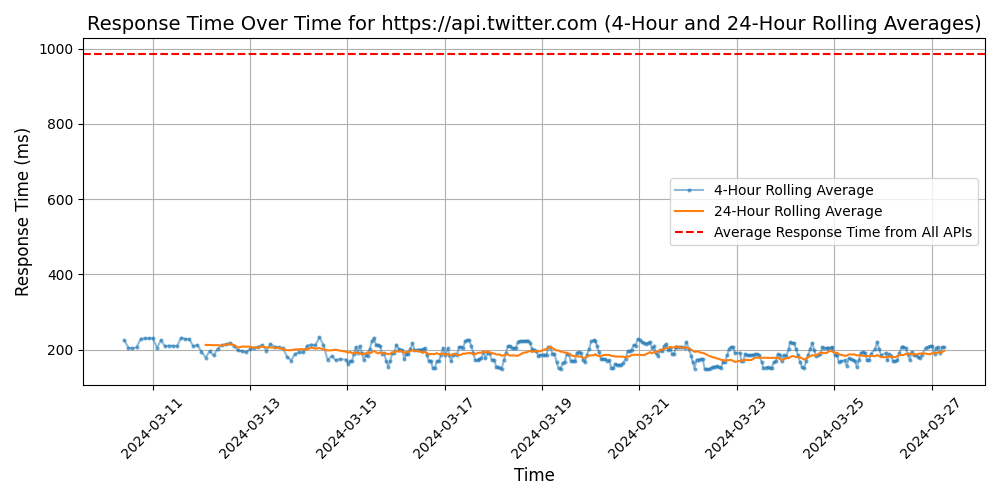 Response Time Over Time for https://api.twitter.com (4-Hour and 24-Hour Rolling Averages)
Response Time (ms)
1000
800
600
400
200
4-Hour Rolling Average
24-Hour Rolling Average
Average Response Time from All APIs
2024-03-11
2024-03-13
2024-03-15
2024-03-17
2024-03-19
2024-03-21
2024-03-23
2024-03-25
2024-03-27
Time